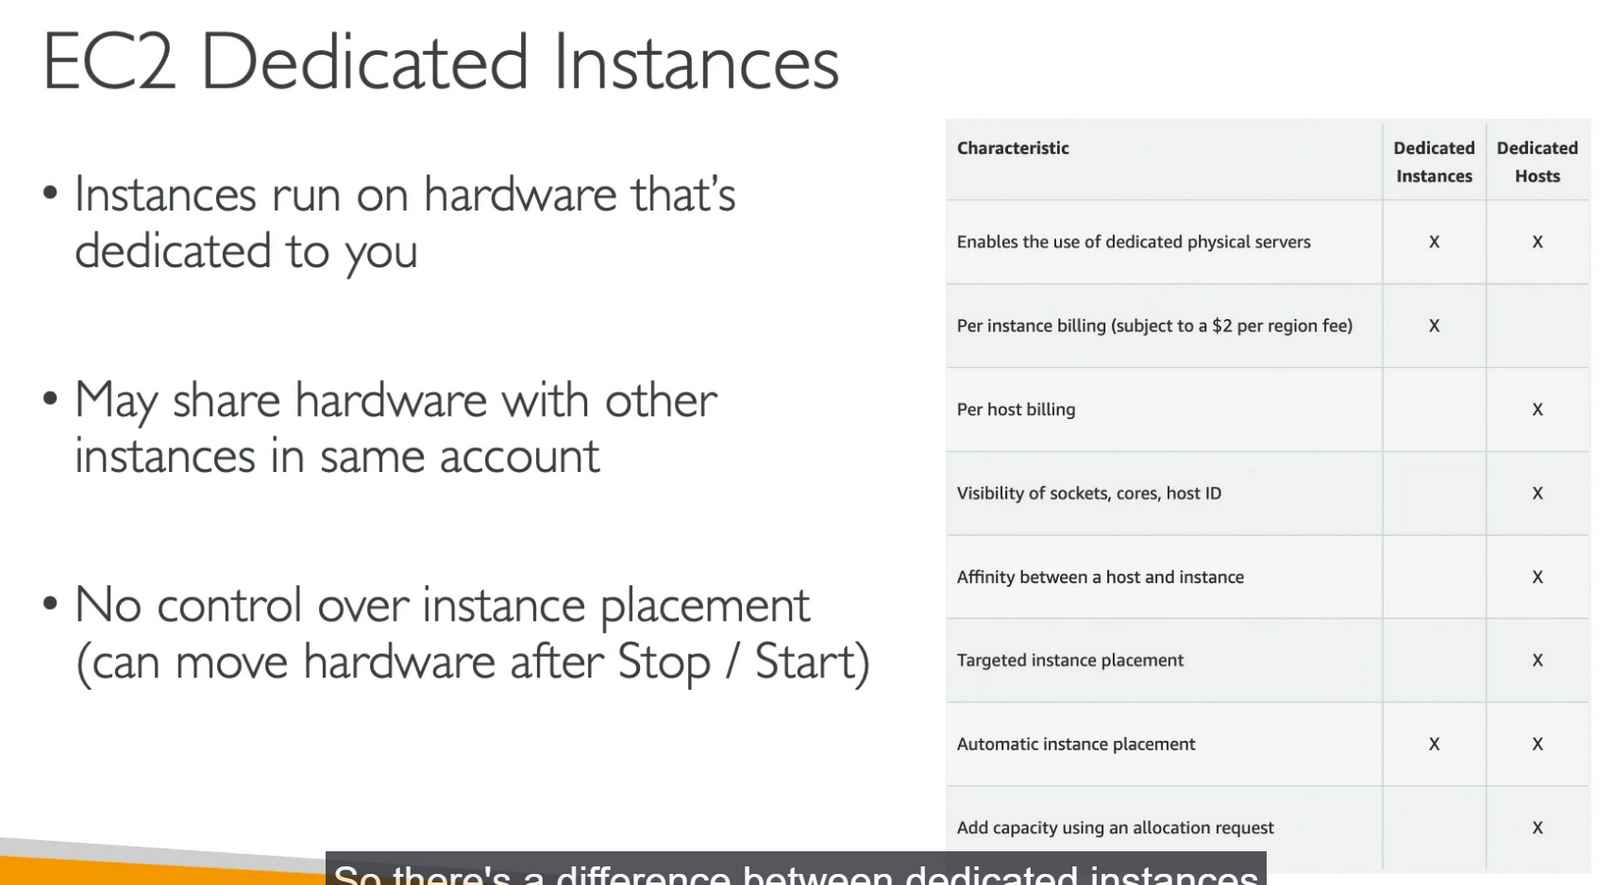 EC2 Dedicated Instances
• Instances run on hardware that's
dedicated to you
• May share hardware with other
instances in same account
• No control over instance placement
(can move hardware after Stop / Start)
Characteristic Dedicated Instances Dedicated Hosts
Enables the use of dedicated physical servers X X
Per instance billing (subject to a $2 per region fee) X
Per host billing X
Visibility of sockets, cores, host ID X
Affinity between a host and instance X
Targeted instance placement X
Automatic instance placement X X
Add capacity using an allocation request X
So there's a difference between dedicated instances